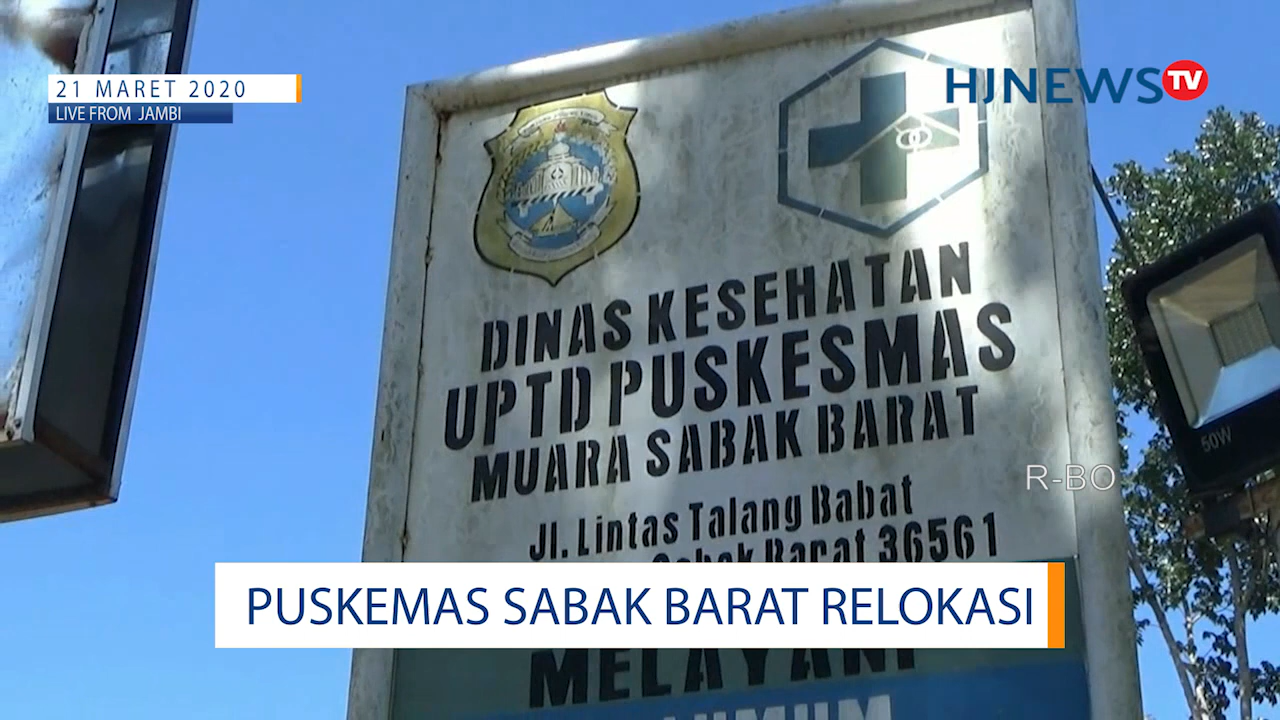 21 MARET 2020
LIVE FROM JAMBI
HJNEWS TV
DINAS KESEHATAN
UPTD PUSKESMAS
MUARA SABAK BARAT
Jl. Lintas Talang Babat
Barat 36561
R-BO
50W
PUSKEMAS SABAK BARAT RELOKASI
MELAYANI
UMUM